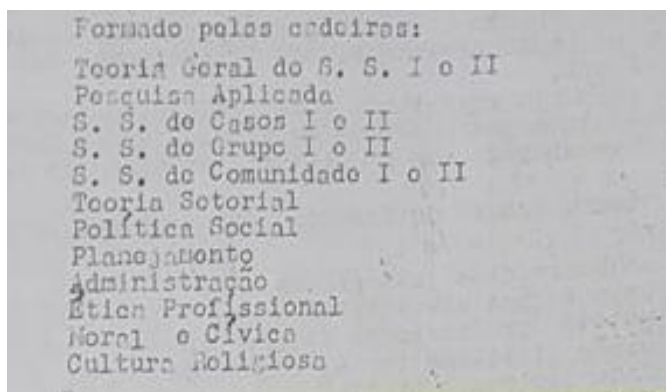 Formado pelas cadeiras:
Teoria Geral do S. S. I e II
Pesquisa Aplicada
S. S. de Casos I e II
S. S. de Grupo I e II
S. S. de Comunidade I e II
Teoria Setorial
Política Social
Planejamento
Administração
Ética Profissional
Moral e Cívica
Cultura Religiosa